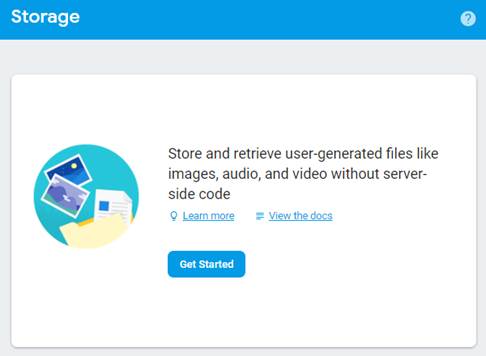 Storage
Store and retrieve user-generated files like
images, audio, and video without server-
side code
Learn more View the docs
Get Started